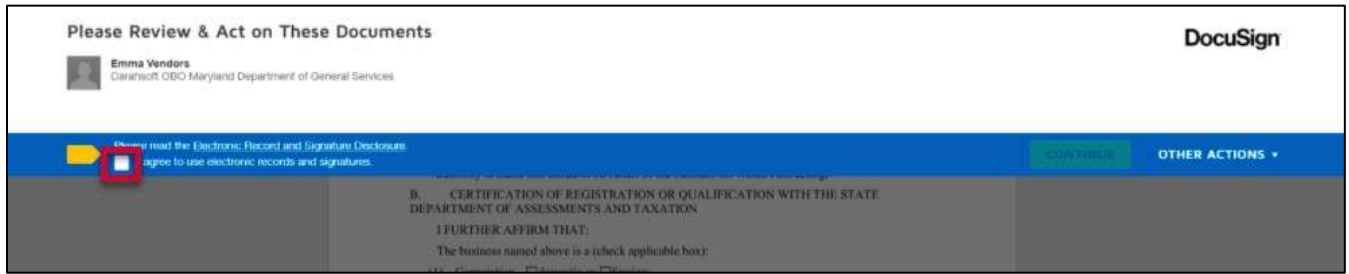 Please Review & Act on These Documents
DocuSign
Emma Vendors
Carahsoft OBO Maryland Department of General Services
Please read the Electronic Record and Signature Disclosure.
agree to use electronic records and signatures.
CONTINUE
OTHER ACTIONS
B. CERTIFICATION OF REGISTRATION OR QUALIFICATION WITH THE STATE
DEPARTMENT OF ASSESSMENTS AND TAXATION
I FURTHER AFFIRM THAT:
The business named above is a (check applicable box):